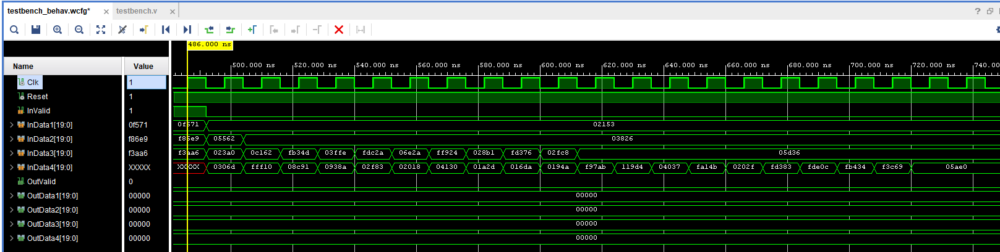 testbench_behav.wcfg* × testbench.v ×
?
486.000 ns
500.000 ns 520.000 ns 540.000 ns 560.000 ns 580.000 ns 600.000 ns 620.000 ns 640.000 ns 660.000 ns 680.000 ns 700.000 ns 720.000 ns 740.00
Name Value
Clk 1
Reset 1
InValid 1
InData1[19:0] 0f571 0f571 02153
InData2[19:0] f86e9 f86e9 05562 03826
InData3[19:0] f3aa6 f3aa6 023a0 0c162 fb34d 03ffe fdc2a 06e2a ff924 028b1 fd376 02fc8 05d36
InData4[19:0] XXXXX XXXXX 0306d fff10 08c91 0938a 02f83 02018 04130 01a2d 016da 0194a f97ab 119d4 04037 fa14b 0202f fd383 fde0c fb434 f3c69 05ae0
OutValid 0
OutData1[19:0] 00000 00000
OutData2[19:0] 00000 00000
OutData3[19:0] 00000 00000
OutData4[19:0] 00000 00000